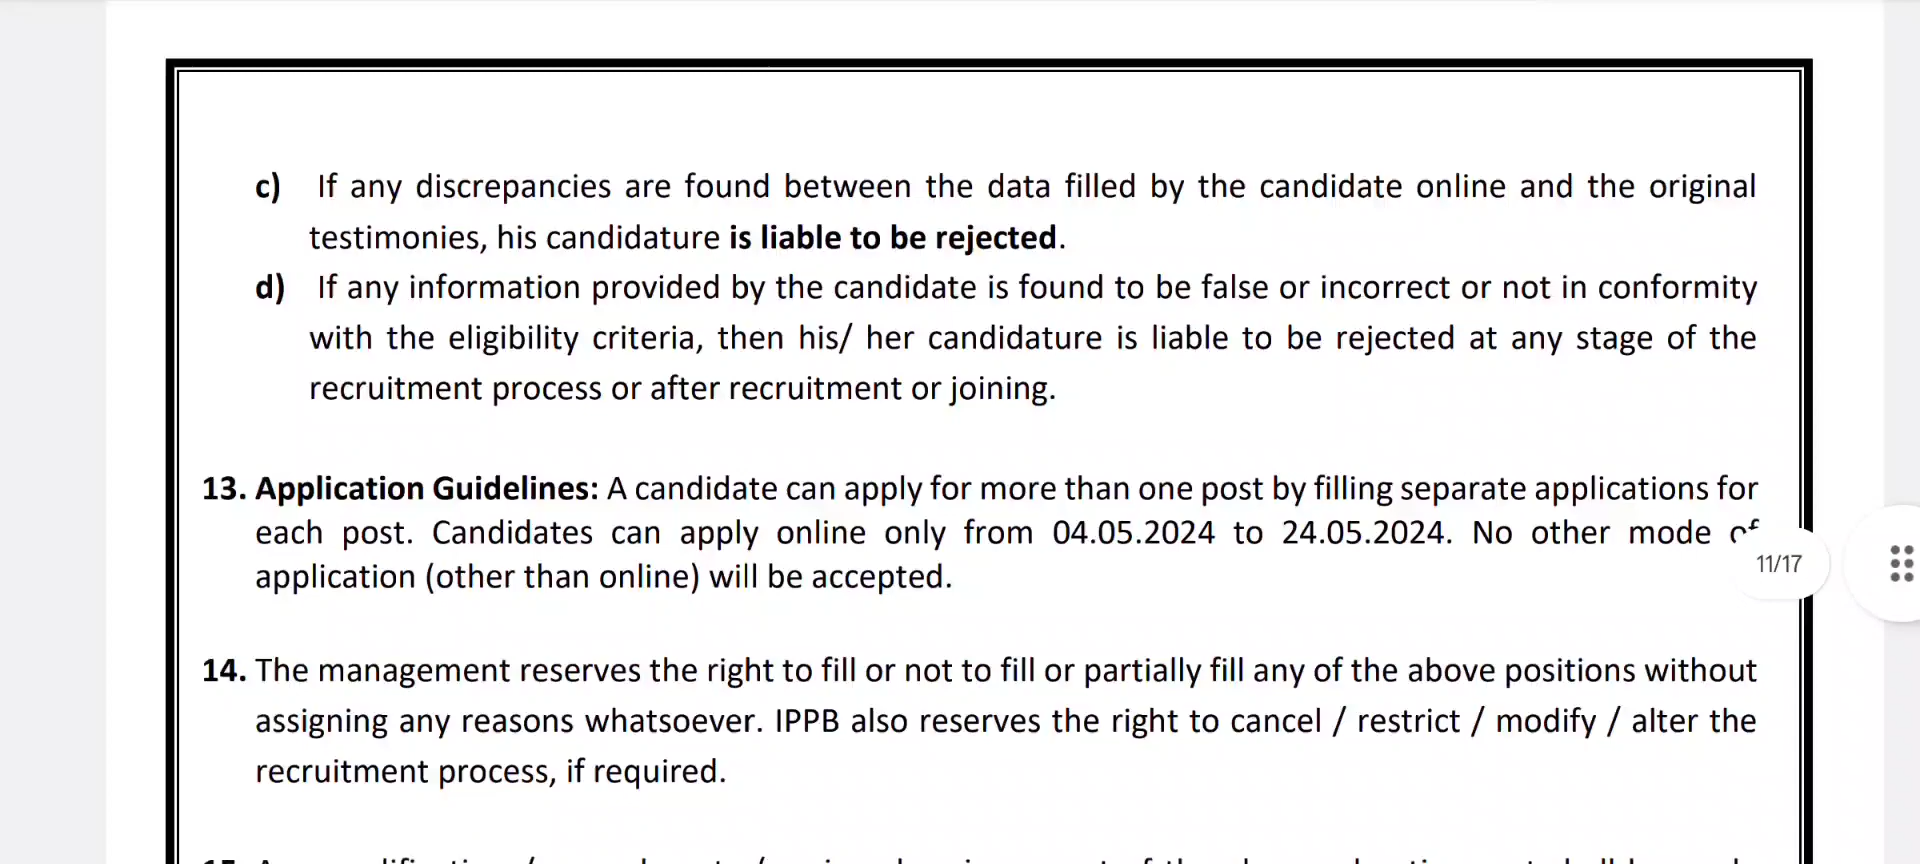 c) If any discrepancies are found between the data filled by the candidate online and the original
testimonies, his candidature is liable to be rejected.
d) If any information provided by the candidate is found to be false or incorrect or not in conformity
with the eligibility criteria, then his/ her candidature is liable to be rejected at any stage of the
recruitment process or after recruitment or joining.
13. Application Guidelines: A candidate can apply for more than one post by filling separate applications for
each post. Candidates can apply online only from 04.05.2024 to 24.05.2024. No other mode of
11/17
application (other than online) will be accepted.
14. The management reserves the right to fill or not to fill or partially fill any of the above positions without
assigning any reasons whatsoever. IPPB also reserves the right to cancel / restrict / modify / alter the
recruitment process, if required.